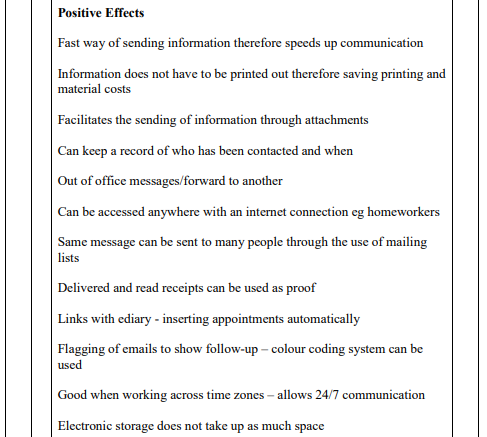 Positive Effects
Fast way of sending information therefore speeds up communication
Information does not have to be printed out therefore saving printing and
material costs
Facilitates the sending of information through attachments
Can keep a record of who has been contacted and when
Out of office messages/forward to another
Can be accessed anywhere with an internet connection eg homeworkers
Same message can be sent to many people through the use of mailing
lists
Delivered and read receipts can be used as proof
Links with ediary - inserting appointments automatically
Flagging of emails to show follow-up – colour coding system can be
used
Good when working across time zones – allows 24/7 communication
Electronic storage does not take up as much space